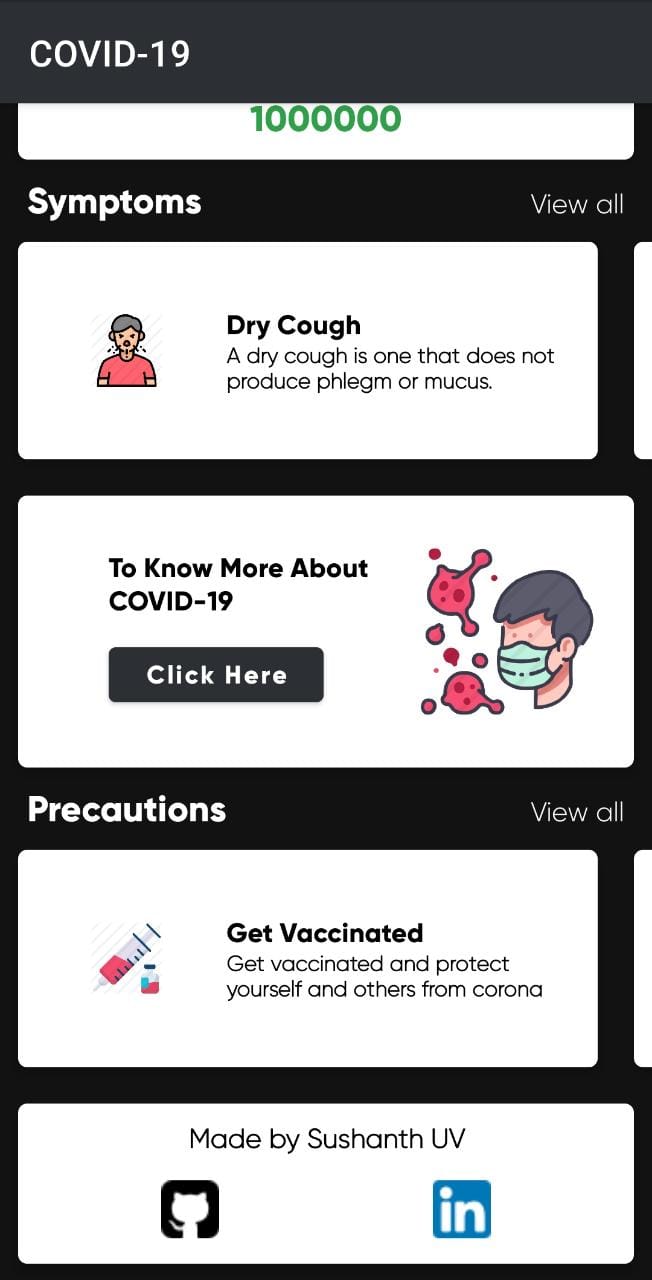 COVID-19
1000000
Symptoms
View all
Dry Cough
A dry cough is one that does not
produce phlegm or mucus.
To Know More About
COVID-19
Click Here
Precautions
View all
Get Vaccinated
Get vaccinated and protect
yourself and others from corona
Made by Sushanth UV
in